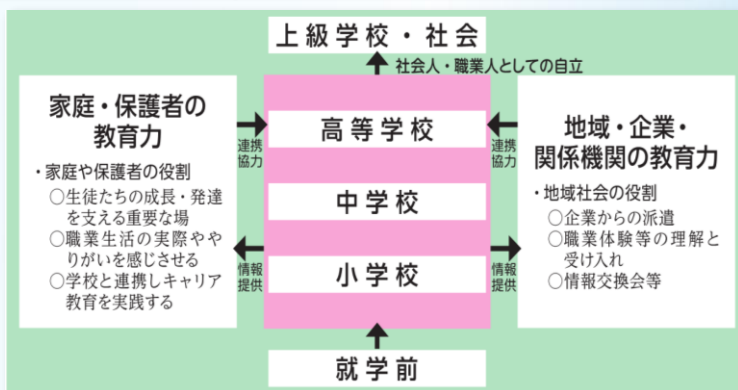 上級学校・社会
社会人・職業人としての自立
家庭・保護者の
教育力
・家庭や保護者の役割
○生徒たちの成長・発達
を支える重要な場
○職業生活の実際ややりがいを感じさせる
○学校と連携しキャリア
教育を実践する
連携
協力
情報
提供
高等学校
中学校
小学校
就学前
連携
協力
情報
提供
地域・企業・
関係機関の教育力
・地域社会の役割
○企業からの派遣
○職業体験等の理解と
受け入れ
○情報交換会等